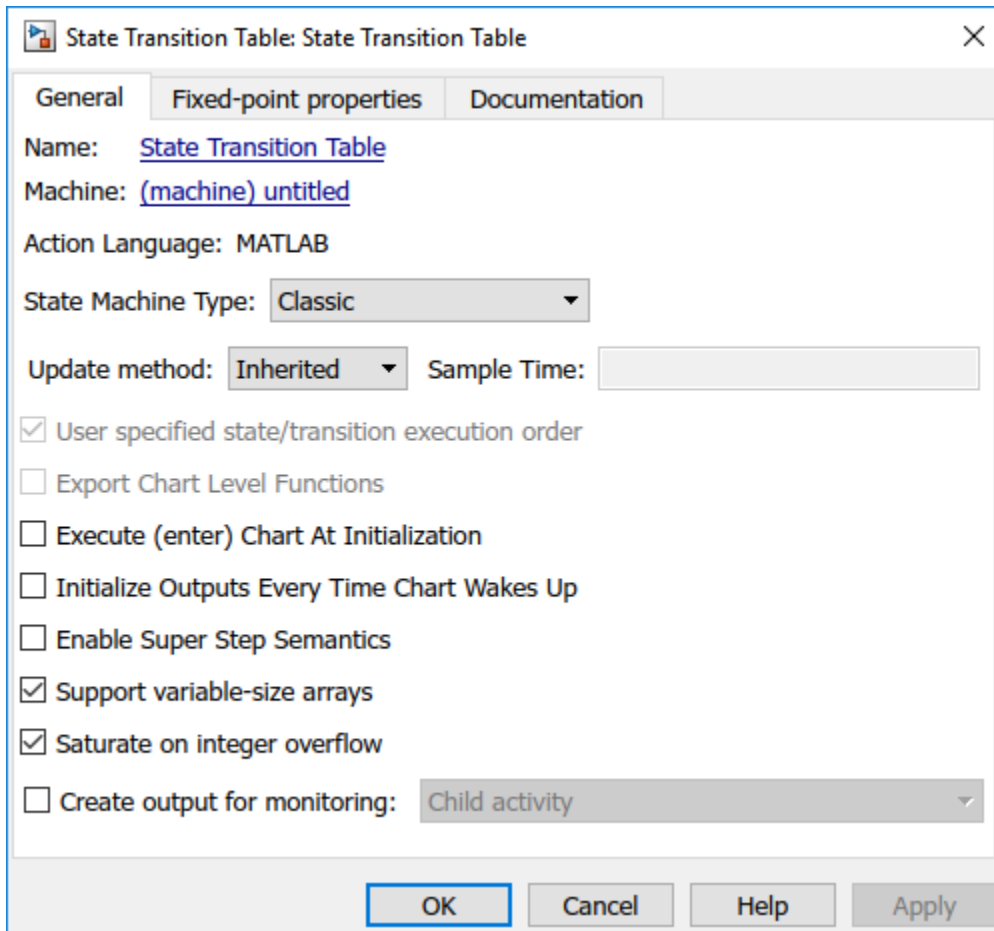 State Transition Table: State Transition Table
General Fixed-point properties Documentation
Name: State Transition Table
Machine: (machine) untitled
Action Language: MATLAB
State Machine Type: Classic
Update method: Inherited Sample Time:
User specified state/transition execution order
Export Chart Level Functions
Execute (enter) Chart At Initialization
Initialize Outputs Every Time Chart Wakes Up
Enable Super Step Semantics
Support variable-size arrays
Saturate on integer overflow
Create output for monitoring: Child activity
OK Cancel Help Apply